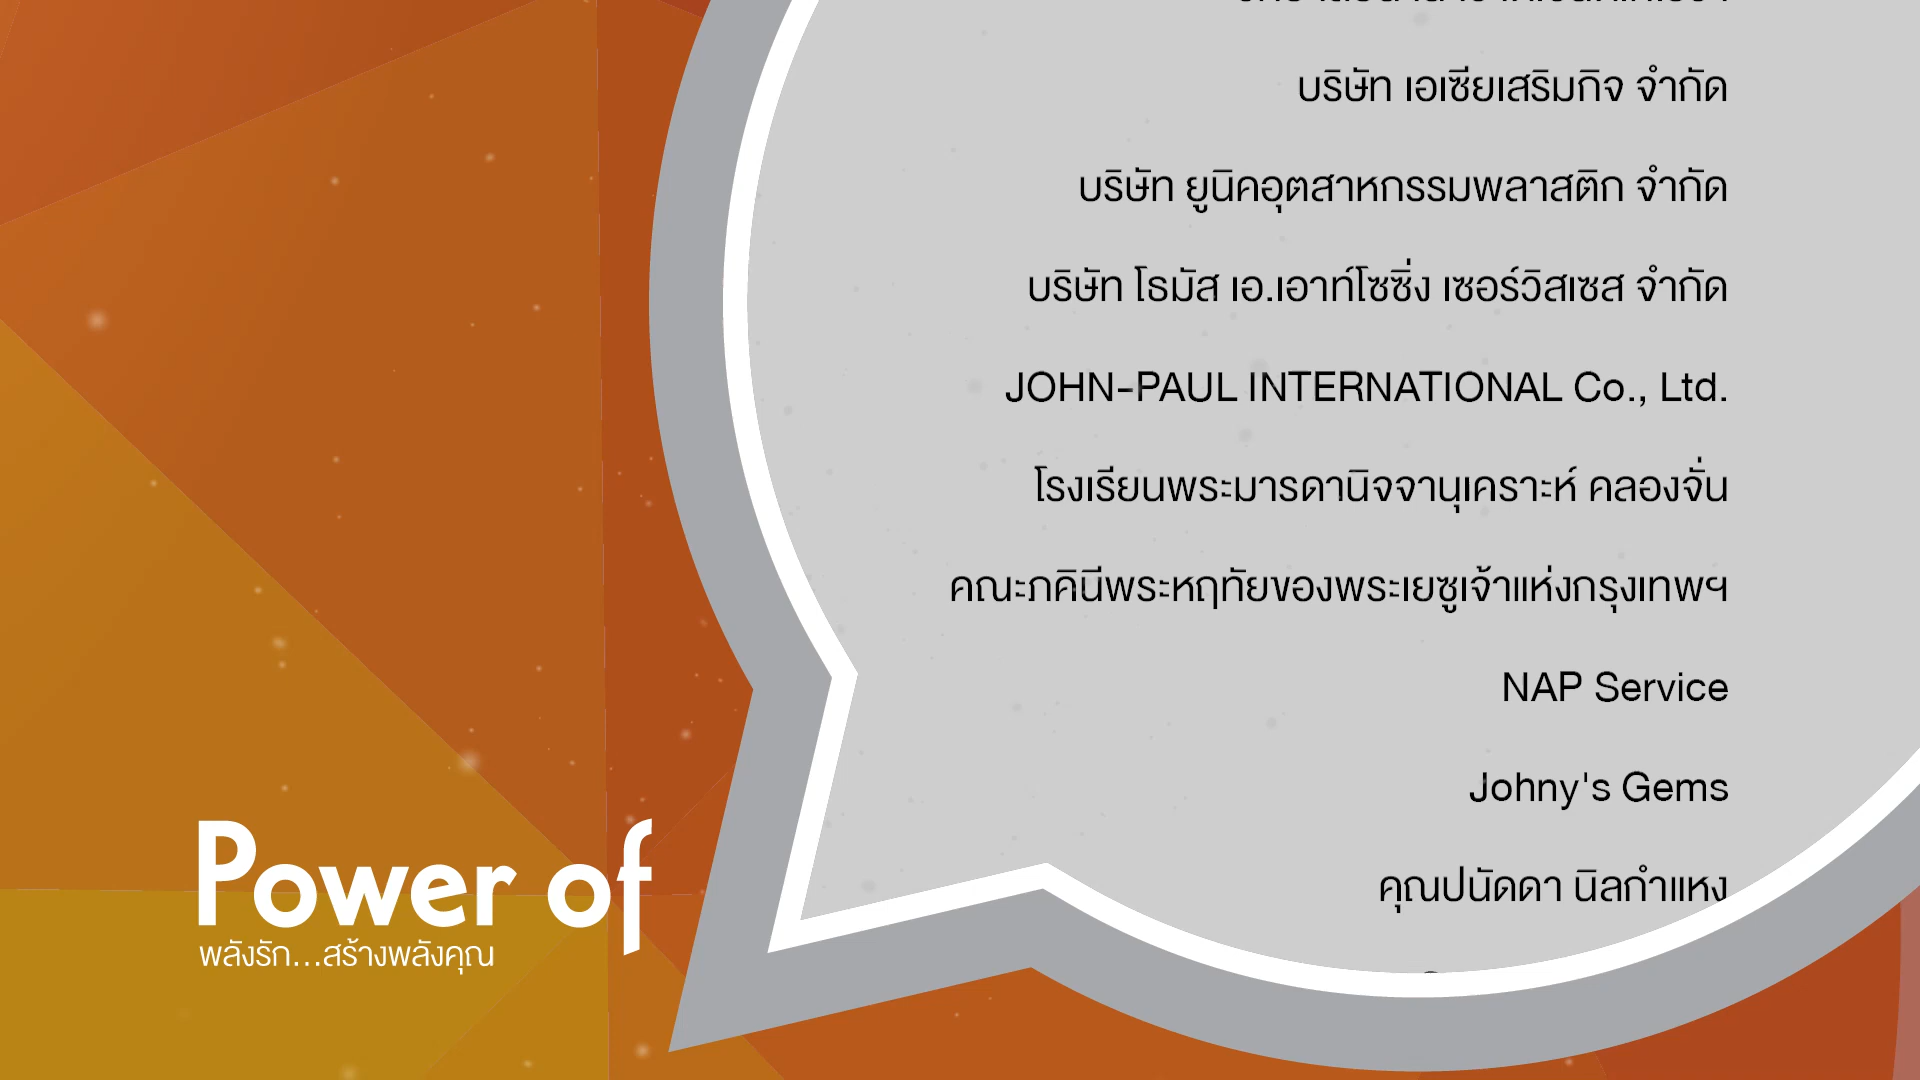 บริษัท เอเซียเสริมกิจ จำกัด
บริษัท ยูนิคอุตสาหกรรมพลาสติก จำกัด
บริษัท โธมัส เอ.เอาท์โซซิ่ง เซอร์วิสเซส จำกัด
JOHN-PAUL INTERNATIONAL Co., Ltd.
โรงเรียนพระมารดานิจจานุเคราะห์ คลองจั่น
คณะภคินีพระหฤทัยของพระเยซูเจ้าแห่งกรุงเทพฯ
NAP Service
Johny's Gems
คุณปนัดดา นิลกำแหง
Power of
พลังรัก...สร้างพลังคุณ